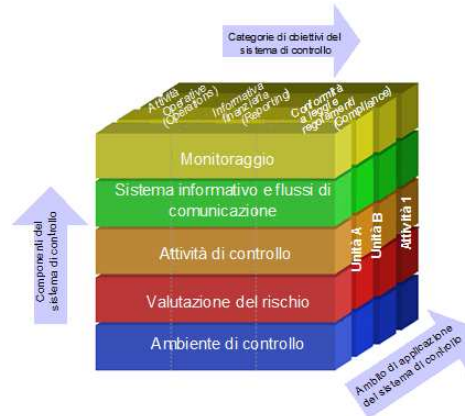 Categorie di obiettivi del
sistema di controllo
Attività
Operative
(Operations)
Informativa
finanziaria
(Reporting)
Conformità
a leggi e
regolamenti
(Compliance)
Monitoraggio
Sistema informativo e flussi di
comunicazione
Attività di controllo
Valutazione del rischio
Ambiente di controllo
Unità A
Unità B
Attività 1
Componenti del
sistema di controllo
Ambito di applicazione
del sistema di controllo